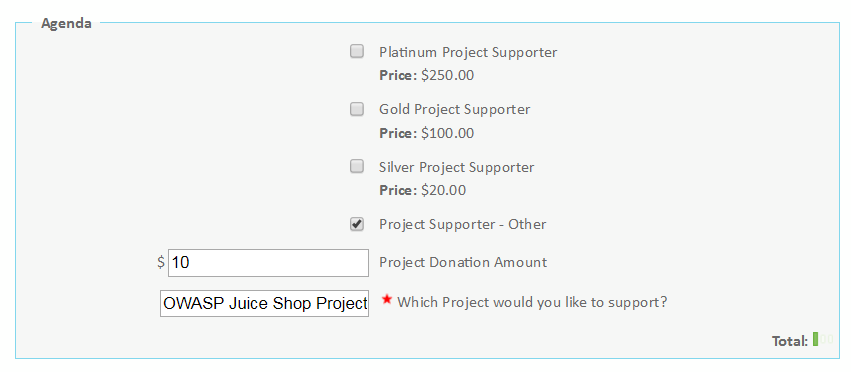 Agenda
Platinum Project Supporter
Price: $250.00
Gold Project Supporter
Price: $100.00
Silver Project Supporter
Price: $20.00
Project Supporter - Other
$ 10 Project Donation Amount
OWASP Juice Shop Project ★ Which Project would you like to support?
Total: